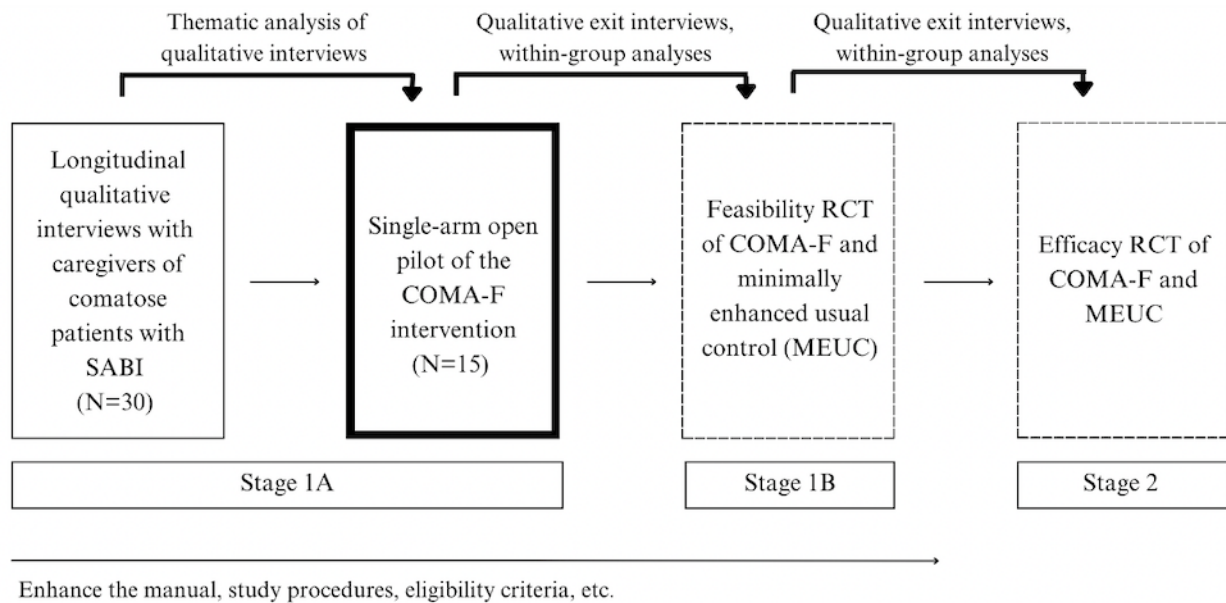 Thematic analysis of
qualitative interviews
Qualitative exit interviews,
within-group analyses
Qualitative exit interviews,
within-group analyses
Longitudinal
qualitative
interviews with
caregivers of
comatose
patients with
SABI
(N=30)
Single-arm open
pilot of the
COMA-F
intervention
(N=15)
Feasibility RCT
of COMA-F and
minimally
enhanced usual
control (MEUC)
Efficacy RCT of
COMA-F and
MEUC
Stage 1A
Stage 1B
Stage 2
Enhance the manual, study procedures, eligibility criteria, etc.